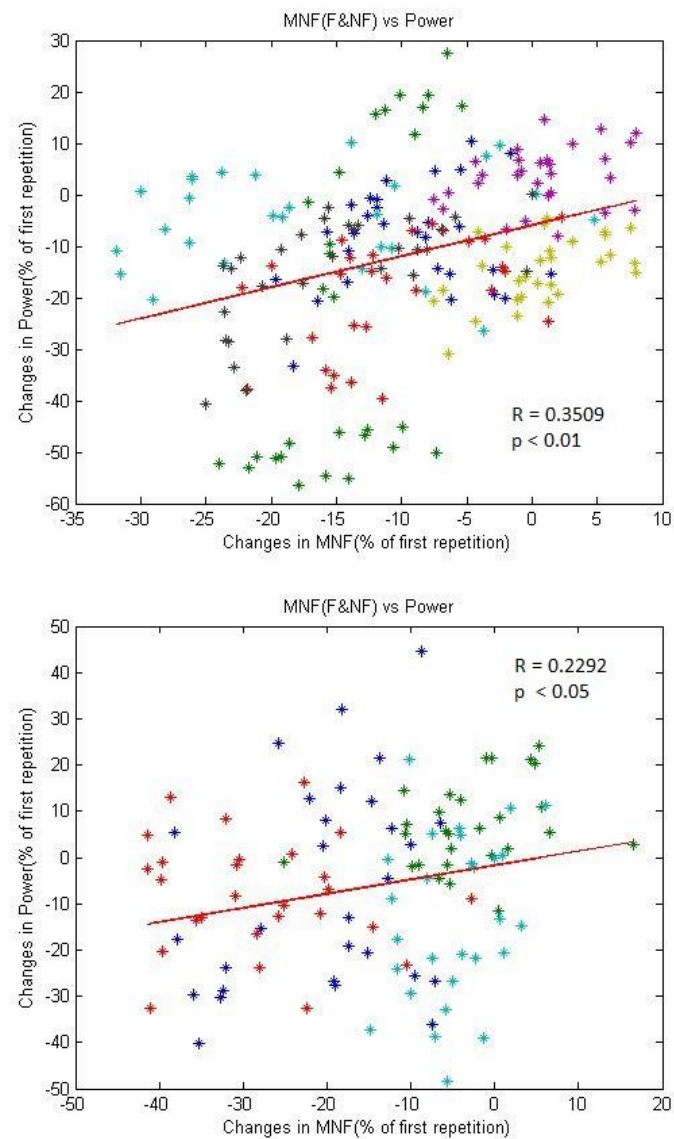 MNF(F&NF) vs Power
30
20
10
0
-10
-20
-30
-40
-50
-60
Changes in Power(% of first repetition)
R = 0.3509
p < 0.01
-35 -30 -25 -20 -15 -10 -5 0 5 10
Changes in MNF(% of first repetition)
MNF(F&NF) vs Power
50
40
30
20
10
0
-10
-20
-30
-40
-50
Changes in Power(% of first repetition)
R = 0.2292
p < 0.05
-50 -40 -30 -20 -10 0 10 20
Changes in MNF(% of first repetition)